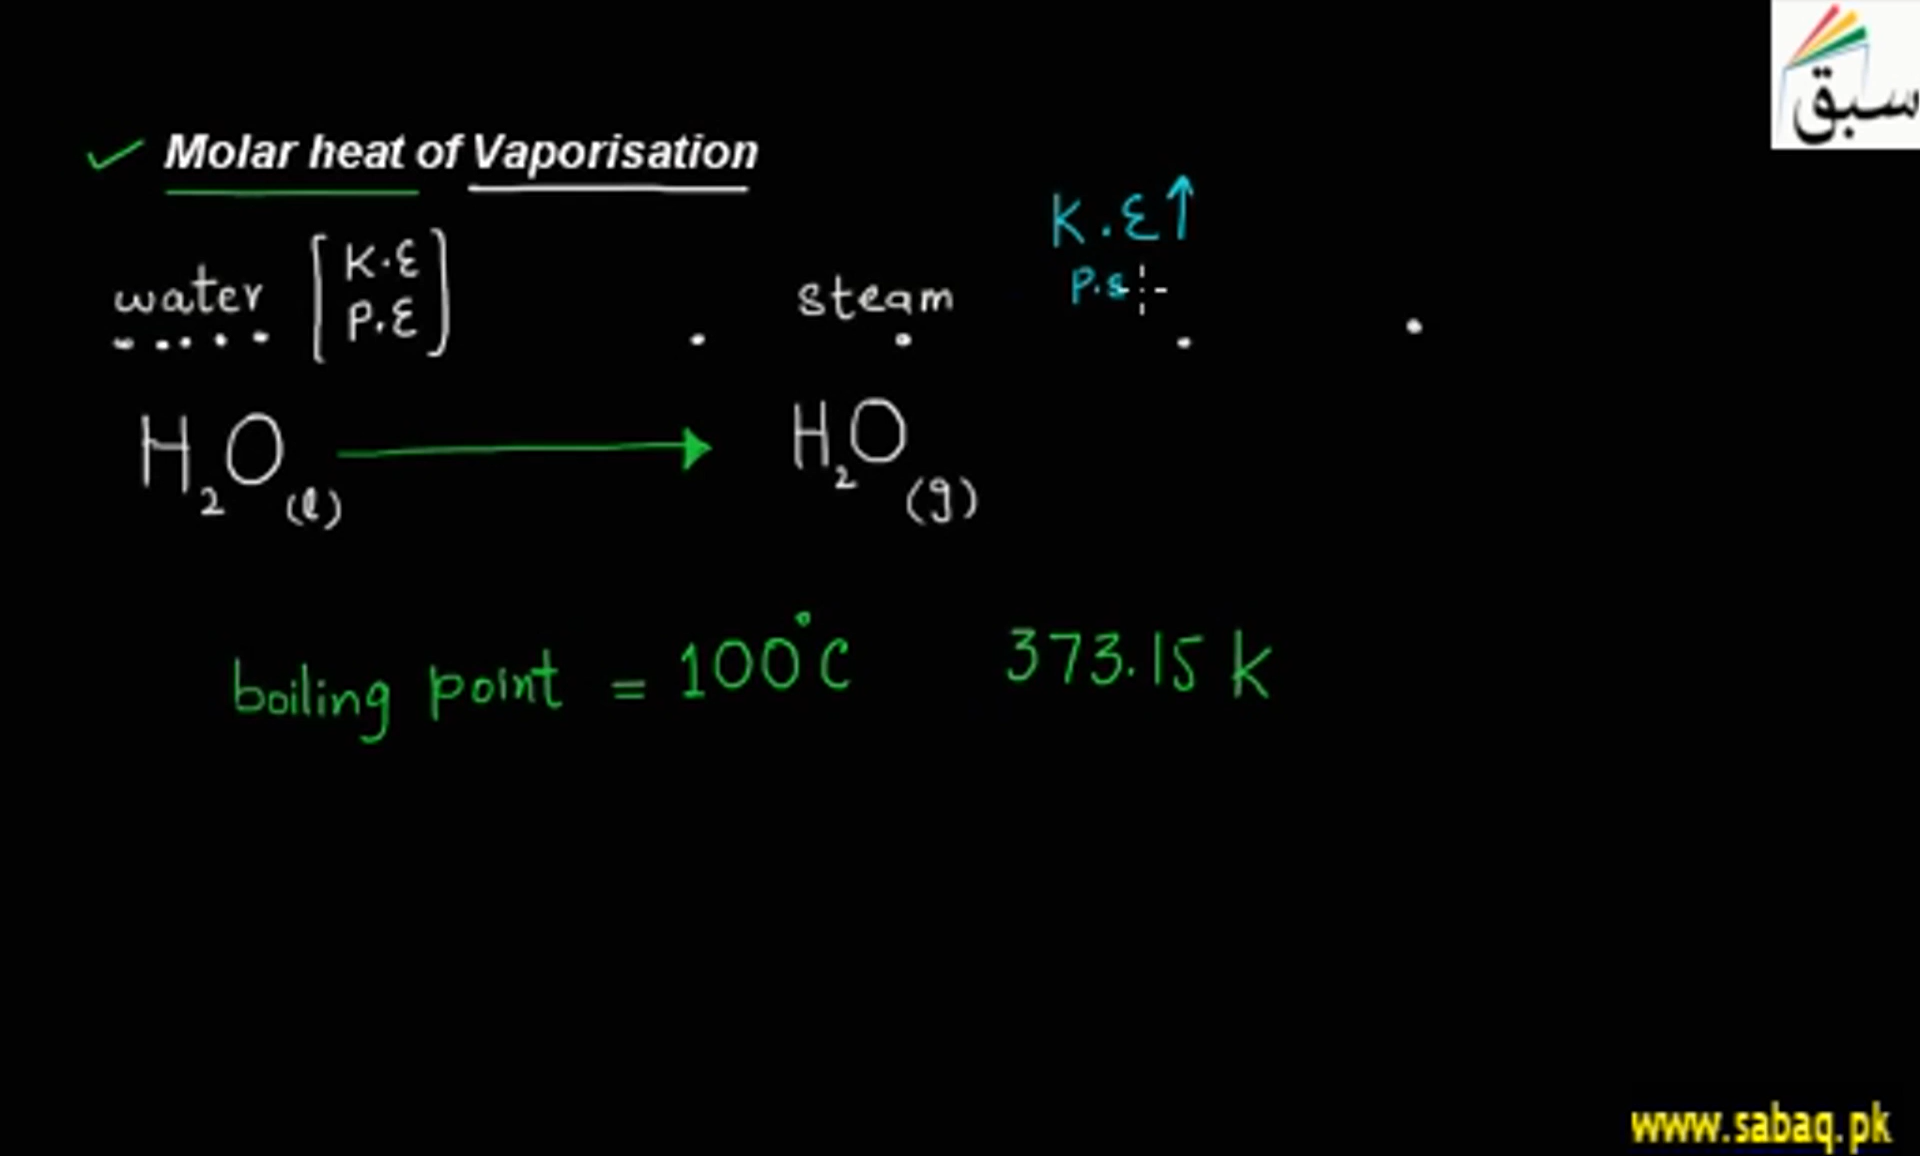 سبق
Molar heat of Vaporisation
K.E↑
water [K.E
P.E]
steam
P.ε
H₂O(l) → H₂O(g)
boiling point = 100°C 373.15 K
www.sabaq.pk